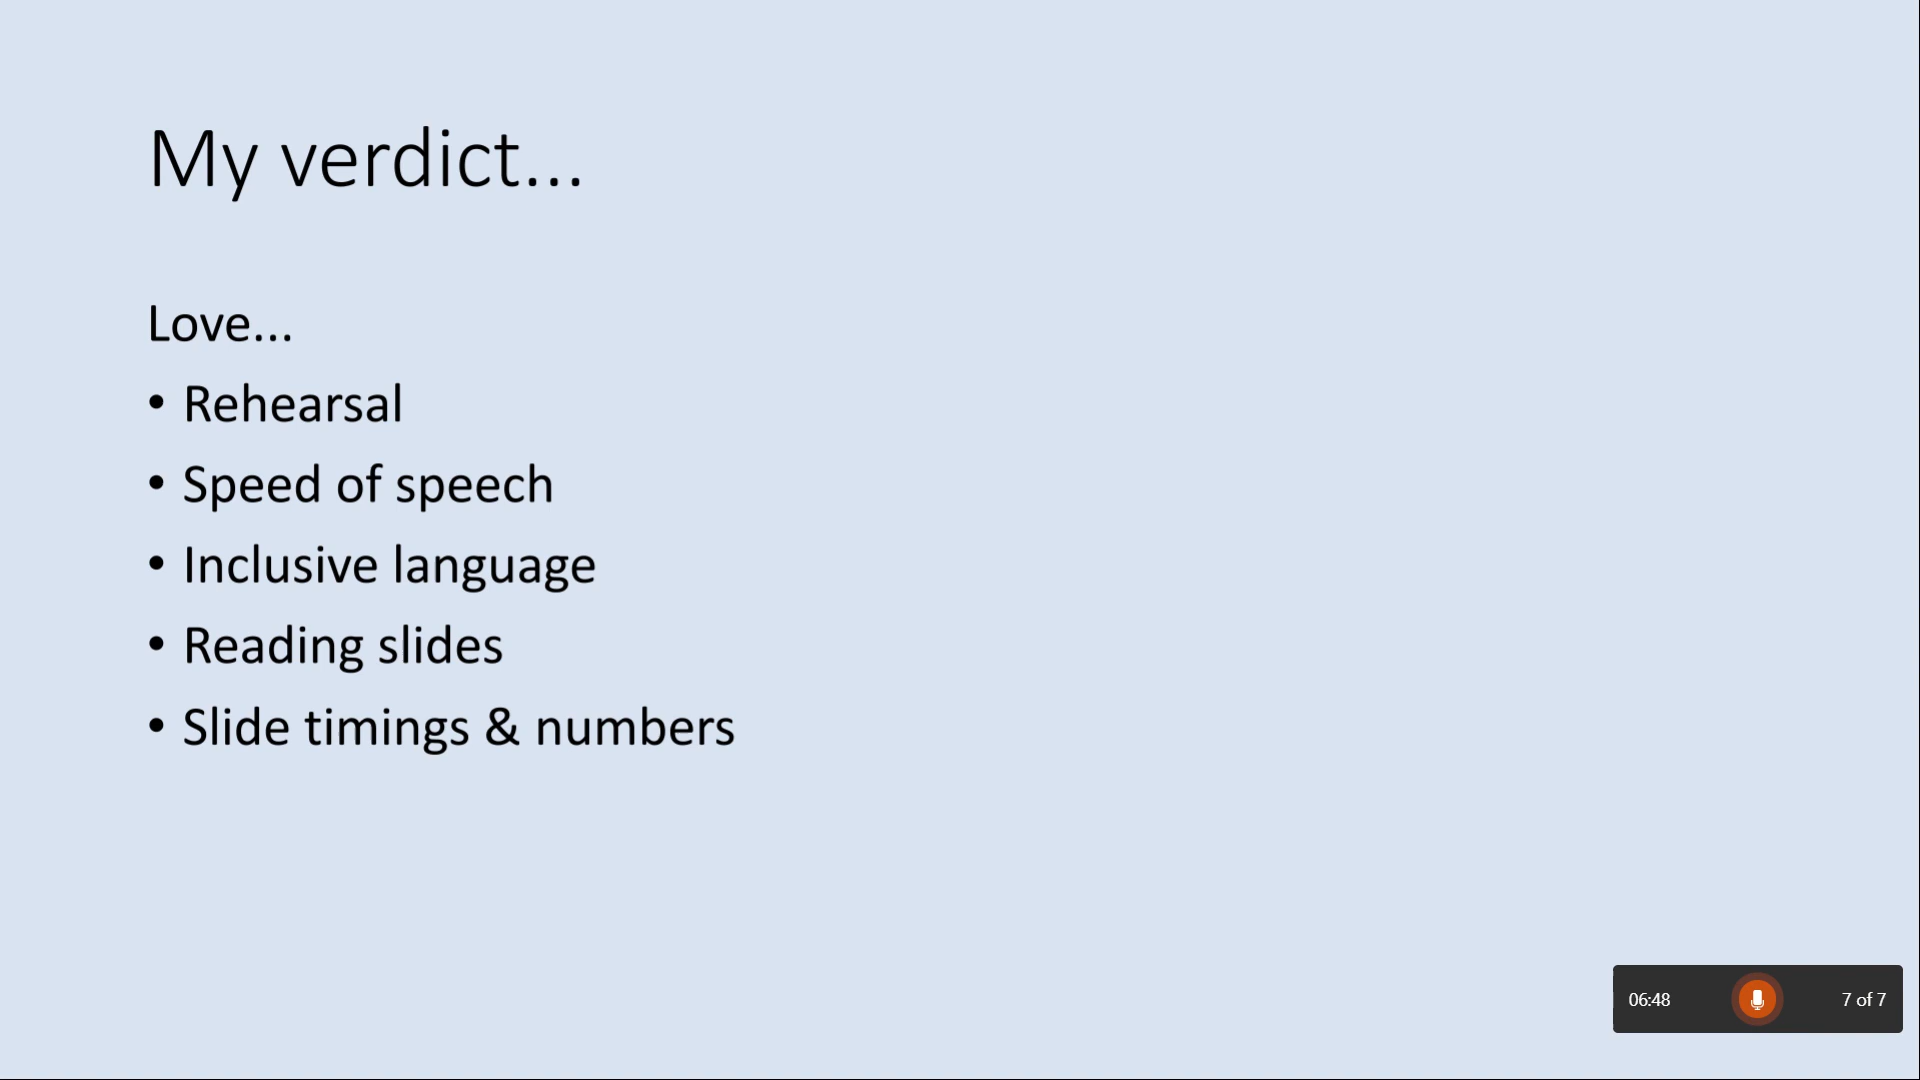 My verdict...
Love...
• Rehearsal
• Speed of speech
• Inclusive language
• Reading slides
• Slide timings & numbers
06:48
7 of 7